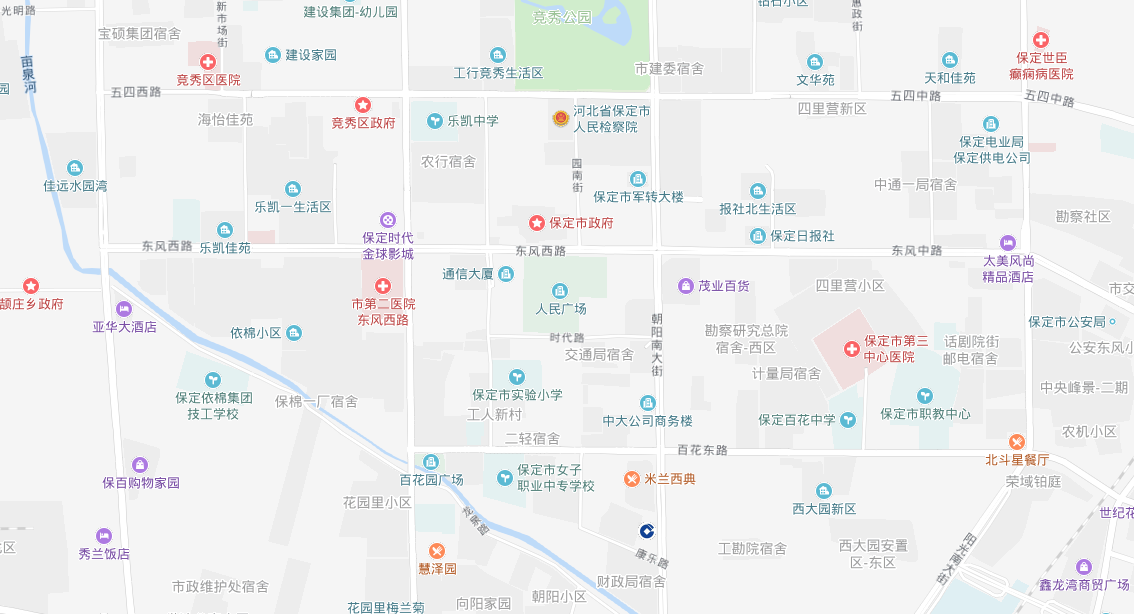 光明路
新市场街
建设集团-幼儿园
竞秀公园
钻石小区
惠政街
宝硕集团宿舍
建设家园
竞秀区医院
工行竞秀生活区
市建委宿舍
文华苑
天和佳苑
保定世臣
癫痫病医院
亩泉河
园
五四西路
五四中路
五四中路
海怡佳苑
竞秀区政府
乐凯中学
河北省保定市
人民检察院
四里营新区
保定电业局
保定供电公司
农行宿舍
园南街
佳远水园湾
乐凯一生活区
保定市军转大楼
报社北生活区
中通一局宿舍
勘察社区
保定时代
金球影城
保定市政府
保定日报社
东风西路
乐凯佳苑
东风西路
东风中路
太美风尚
精品酒店
颉庄乡政府
通信大厦
市第二医院
东风西路
人民广场
茂业百货
四里营小区
市交
亚华大酒店
依棉小区
时代路
朝阳南大街
勘察研究总院
宿舍-西区
保定市第三
中心医院
话剧院街
邮电宿舍
保定市公安局
公安东风小
交通局宿舍
计量局宿舍
保定依棉集团
技工学校
保棉一厂宿舍
保定市实验小学
工人新村
中大公司商务楼
保定百花中学
保定市职教中心
中央峰景-二期
二轻宿舍
百花东路
农机小区
北斗星餐厅
荣域铂庭
保百购物家园
百花园广场
保定市女子
职业中专学校
米兰西典
花园里小区
西大园新区
世纪花
秀兰饭店
区
慧泽园
康乐路
工勘院宿舍
西大园安置
区-东区
阳光南大街
市政维护处宿舍
财政局宿舍
鑫龙湾商贸广场
花园里梅兰菊
向阳家园
朝阳小区